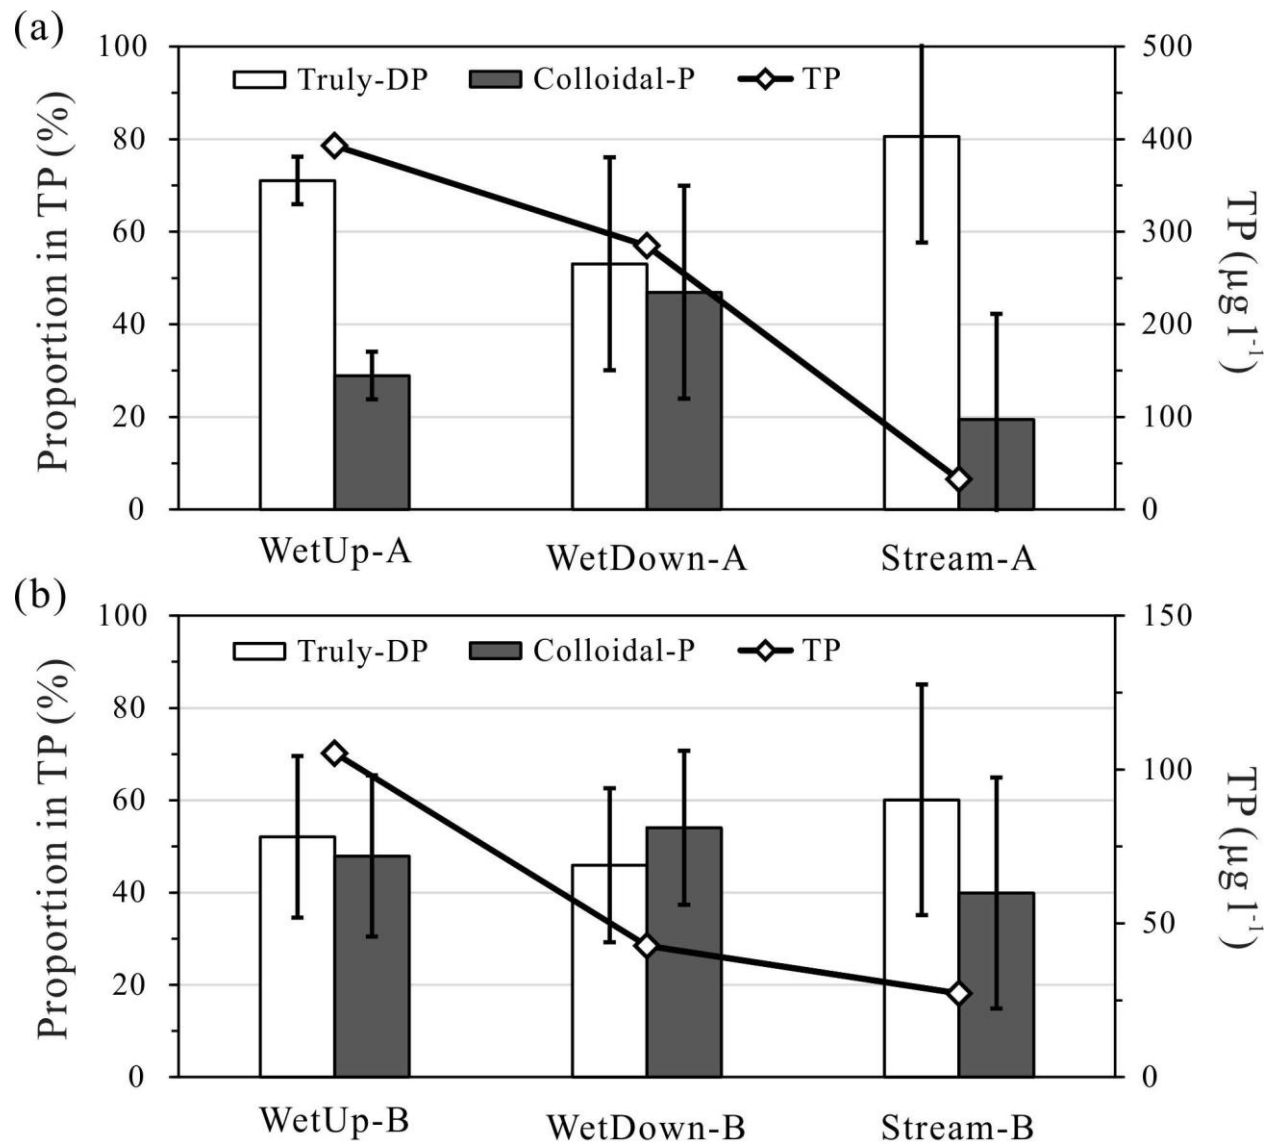 (a)
Proportion in TP (%)
100
80
60
40
20
0
Truly-DP
Colloidal-P
TP
500
400
300
200
100
0
TP (µg l⁻¹)
WetUp-A
WetDown-A
Stream-A
(b)
Proportion in TP (%)
100
80
60
40
20
0
Truly-DP
Colloidal-P
TP
150
100
50
0
TP (µg l⁻¹)
WetUp-B
WetDown-B
Stream-B